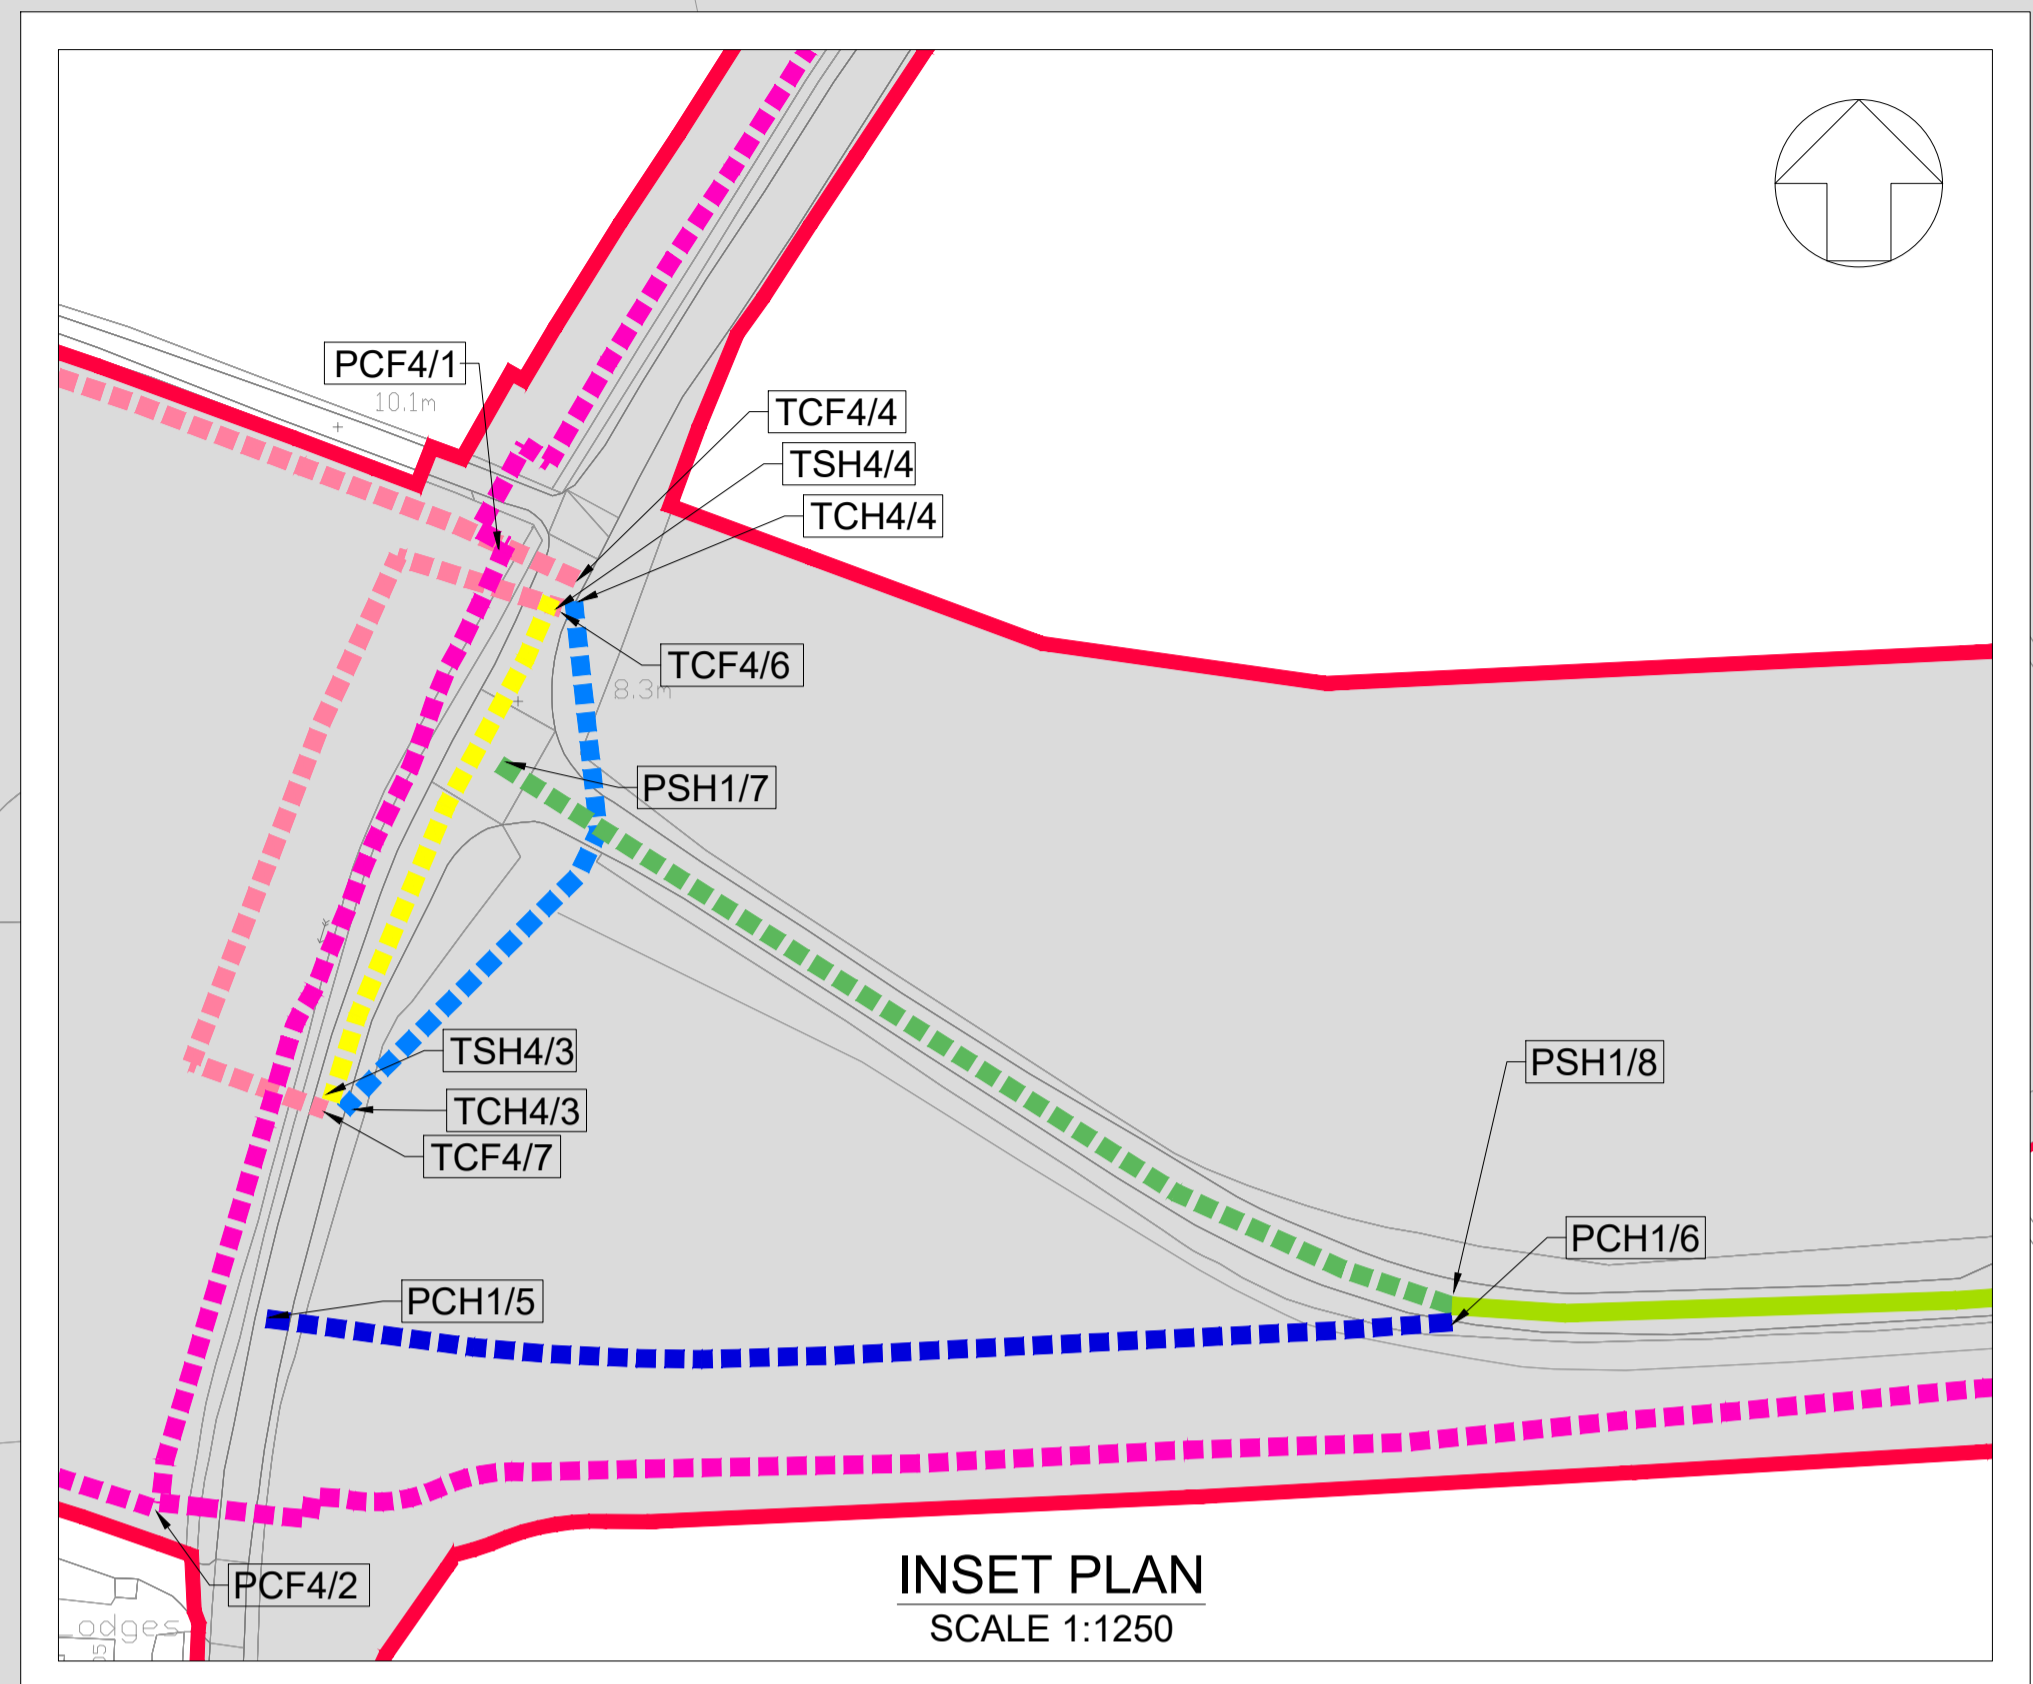 PCF4/1
10.1m
TCF4/4
TSH4/4
TCH4/4
TCF4/6
8.3m
PSH1/7
TSH4/3
TCH4/3
TCF4/7
PSH1/8
PCH1/6
PCH1/5
PCF4/2
INSET PLAN
SCALE 1:1250
odges